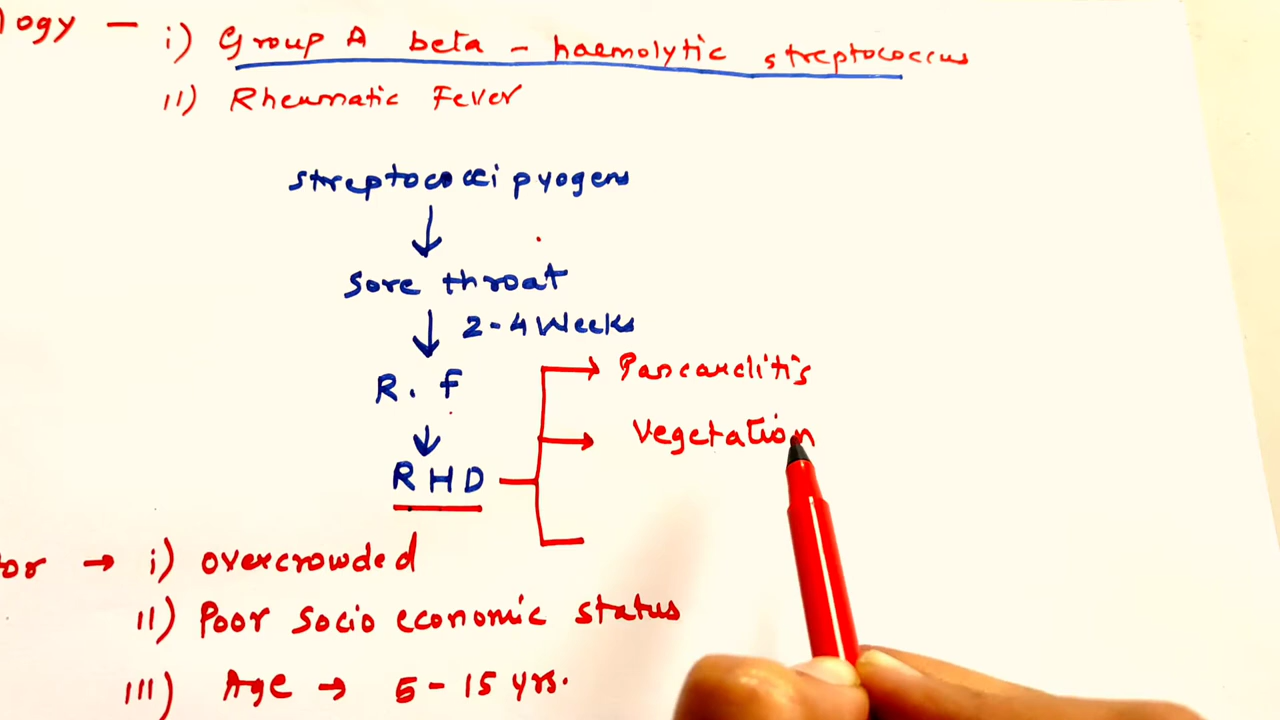 ogy - i) Group A beta - haemolytic streptococcus
ii) Rheumatic Fever
streptococci pyogens
↓
Sore throat
↓ 2-4 Weeks
R. f → Pancarditis
↓ → Vegetation
RHD
tor → i) overcrowded
ii) Poor Socio economic status
iii) Age → 5-15 yrs.